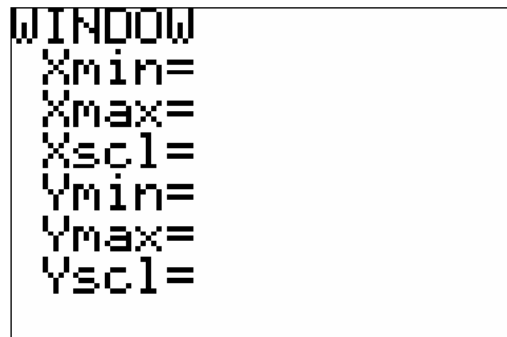 WINDOW
Xmin=
Xmax=
Xscl=
Ymin=
Ymax=
Yscl=